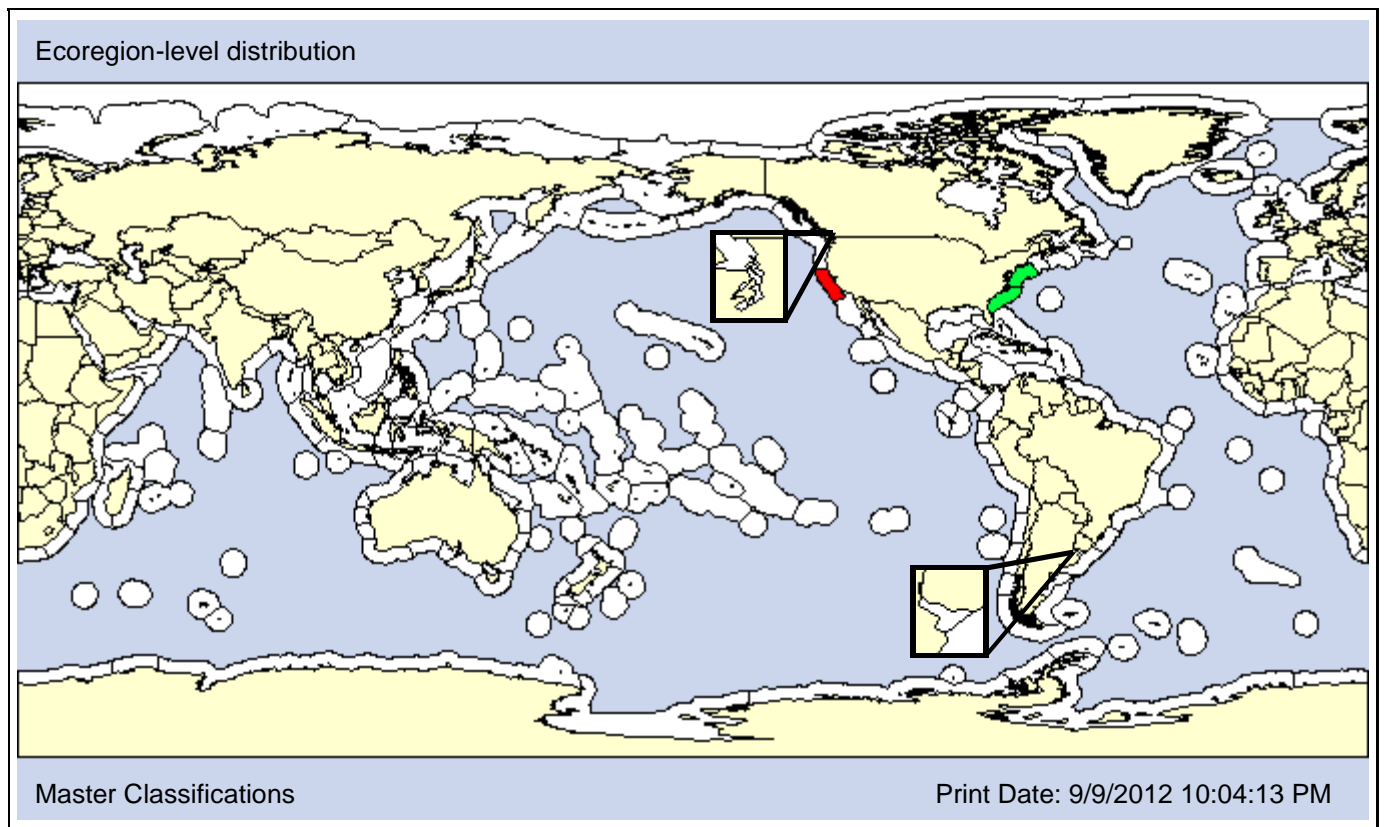 Ecoregion-level distribution
Master Classifications
Print Date: 9/9/2012 10:04:13 PM